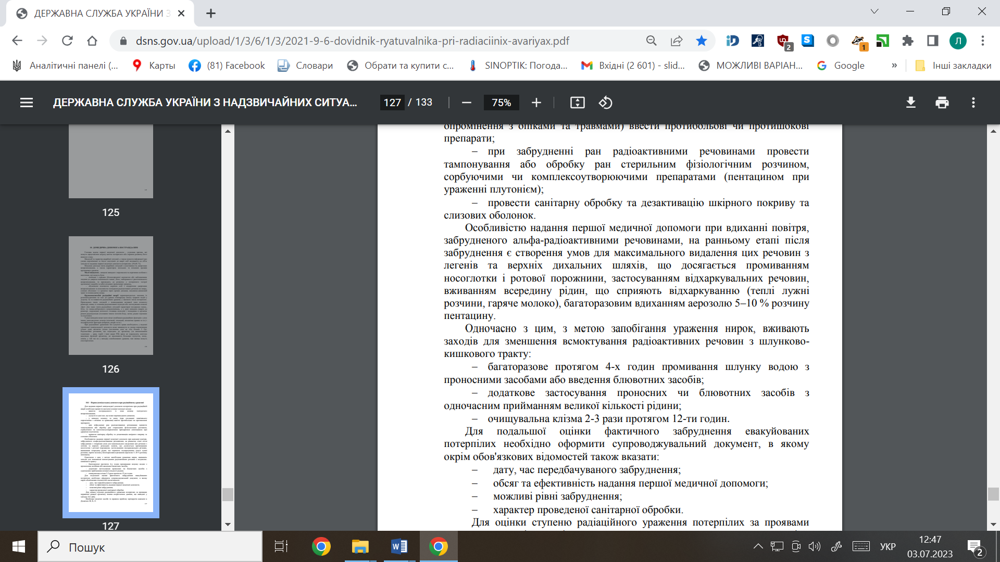 ДЕРЖАВНА СЛУЖБА УКРАЇНИ З
dsns.gov.ua/upload/1/3/6/1/3/2021-9-6-dovidnik-ryatuvalnika-pri-radiaciinix-avariyax.pdf
2
1
Л
Аналітичні панелі (...
Карты
(81) Facebook
Словари
Обрати та купити с...
SINOPTIK: Погода...
Вхідні (2 601) - slid...
МОЖЛИВІ ВАРІАН...
Google
»
Інші закладки
ДЕРЖАВНА СЛУЖБА УКРАЇНИ З НАДЗВИЧАЙНИХ СИТУА...
127 / 133
75%
125
126
127
опромінення з опіками та травмами) ввести протибольові чи протишокові
препарати;
– при забрудненні ран радіоактивними речовинами провести
тампонування або обробку ран стерильним фізіологічним розчином,
сорбуючими чи комплексоутворюючими препаратами (пентацином при
ураженні плутонієм);
– провести санітарну обробку та дезактивацію шкірного покриву та
слизових оболонок.
Особливістю надання першої медичної допомоги при вдиханні повітря,
забрудненого альфа-радіоактивними речовинами, на ранньому етапі після
забруднення є створення умов для максимального видалення цих речовин з
легенів та верхніх дихальних шляхів, що досягається промиванням
носоглотки і ротової порожнини, застосуванням відхаркувальних речовин,
вживанням всередину рідин, що сприяють відхаркуванню (теплі лужні
розчини, гаряче молоко), багаторазовим вдиханням аерозолю 5–10 % розчину
пентацину.
Одночасно з цим, з метою запобігання ураження нирок, вживають
заходів для зменшення всмоктування радіоактивних речовин з шлунково-
кишкового тракту:
– багаторазове протягом 4-х годин промивання шлунку водою з
проносними засобами або введення блювотних засобів;
– додаткове застосування проносних чи блювотних засобів з
одночасним прийманням великої кількості рідини;
– очищувальна клізма 2-3 рази протягом 12-ти годин.
Для подальшої оцінки фактичного забруднення евакуйованих
потерпілих необхідно оформити супроводжувальний документ, в якому
окрім обов'язкових відомостей також вказати:
– дату, час передбачуваного забруднення;
– обсяг та ефективність надання першої медичної допомоги;
– можливі рівні забруднення;
– характер проведеної санітарної обробки.
Для оцінки ступеню радіаційного ураження потерпілих за проявами
Пошук
УКР
12:47
03.07.2023
2